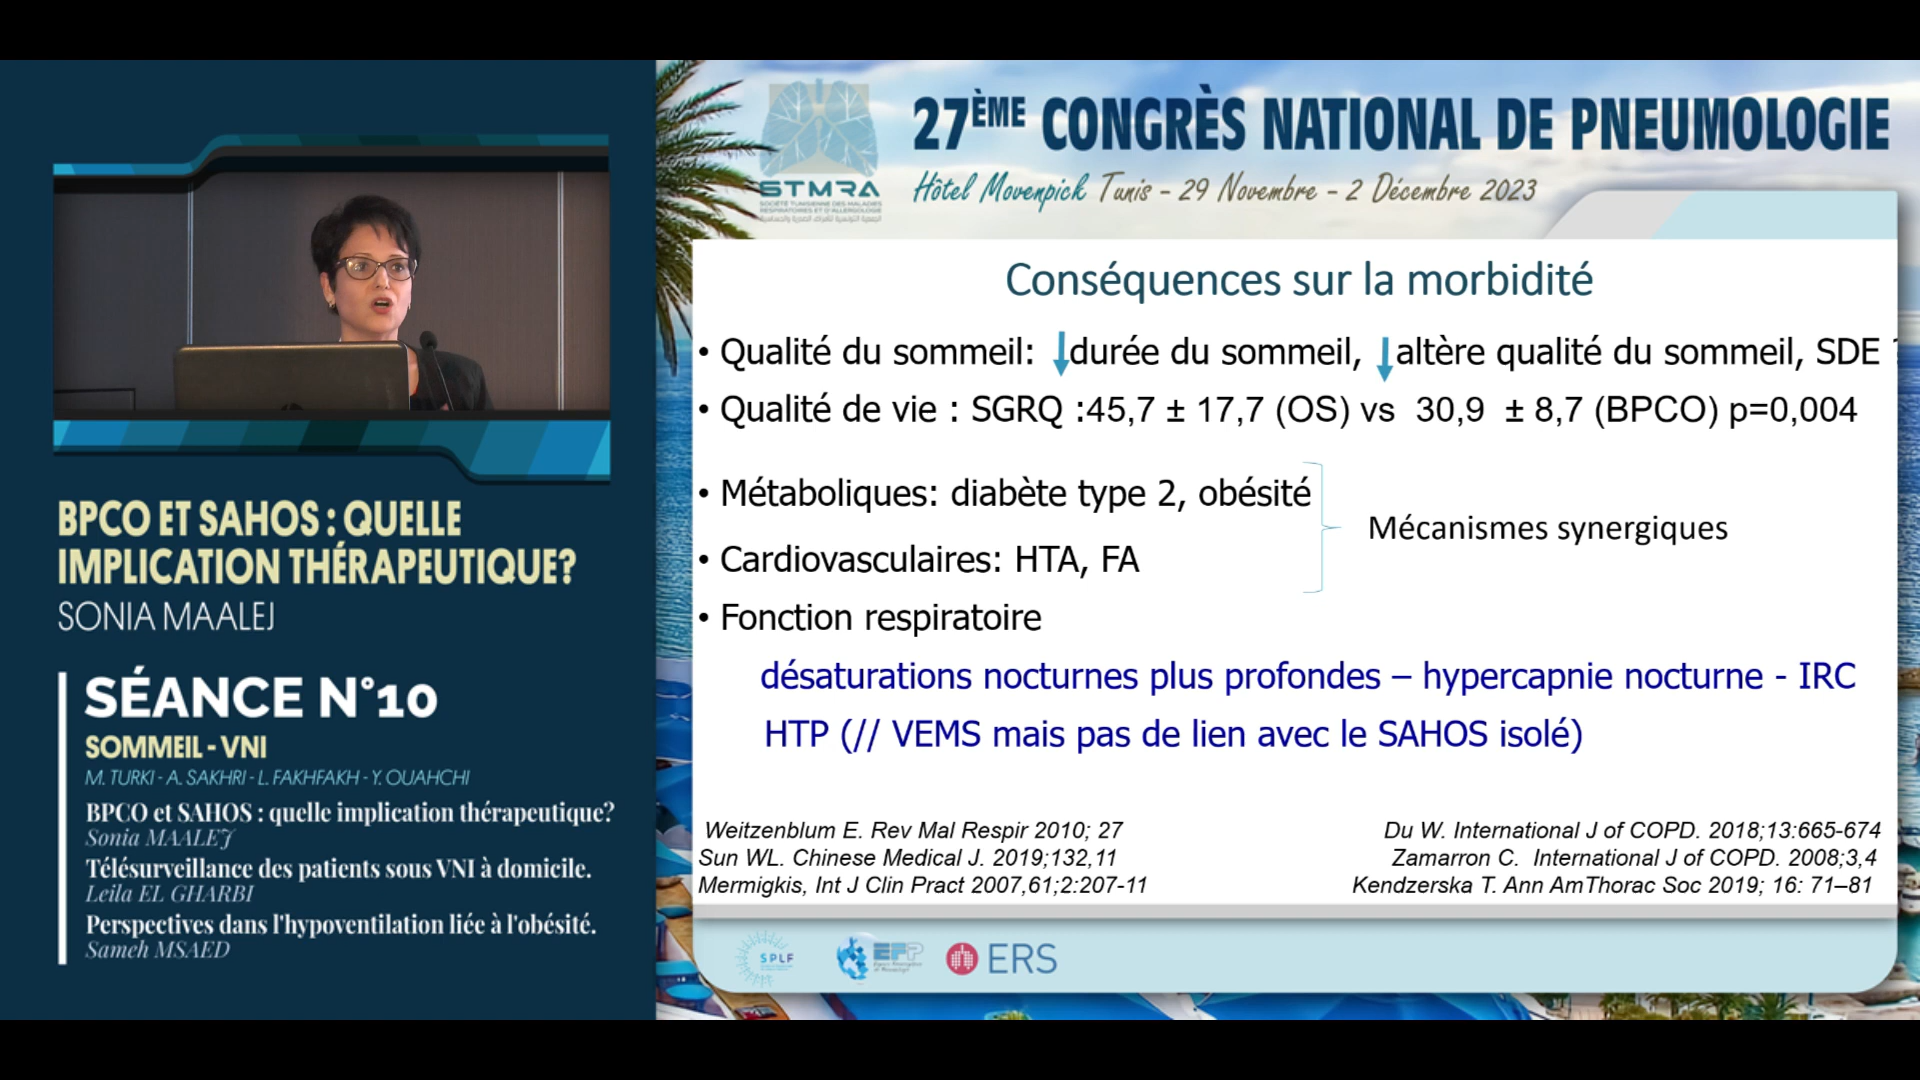 27ÈME CONGRÈS NATIONAL DE PNEUMOLOGIE
Hôtel Movenpick Tunis - 29 Novembre - 2 Décembre 2023
STMRA
SOCIÉTÉ TUNISIENNE DES MALADIES
RESPIRATOIRES ET D'ALLERGOLOGIE
BPCO ET SAHOS : QUELLE
IMPLICATION THÉRAPEUTIQUE?
SONIA MAALEJ
SÉANCE N°10
SOMMEIL - VNI
M. TURKI - A. SAKHRI - L. FAKHFAKH - Y. OUAHCHI
BPCO et SAHOS : quelle implication thérapeutique?
Sonia MAALEJ
Télésurveillance des patients sous VNI à domicile.
Leila EL GHARBI
Perspectives dans l'hypoventilation liée à l'obésité.
Sameh MSAED
Conséquences sur la morbidité
• Qualité du sommeil: ↓durée du sommeil, ↓altère qualité du sommeil, SDE
• Qualité de vie : SGRQ :45,7 ± 17,7 (OS) vs 30,9 ± 8,7 (BPCO) p=0,004
• Métaboliques: diabète type 2, obésité
Mécanismes synergiques
• Cardiovasculaires: HTA, FA
• Fonction respiratoire
désaturations nocturnes plus profondes – hypercapnie nocturne - IRC
HTP (// VEMS mais pas de lien avec le SAHOS isolé)
Weitzenblum E. Rev Mal Respir 2010; 27
Sun WL. Chinese Medical J. 2019;132,11
Mermigkis, Int J Clin Pract 2007,61;2:207-11
Du W. International J of COPD. 2018;13:665-674
Zamarron C. International J of COPD. 2008;3,4
Kendzerska T. Ann AmThorac Soc 2019; 16: 71–81
SPLF
EFP
ERS